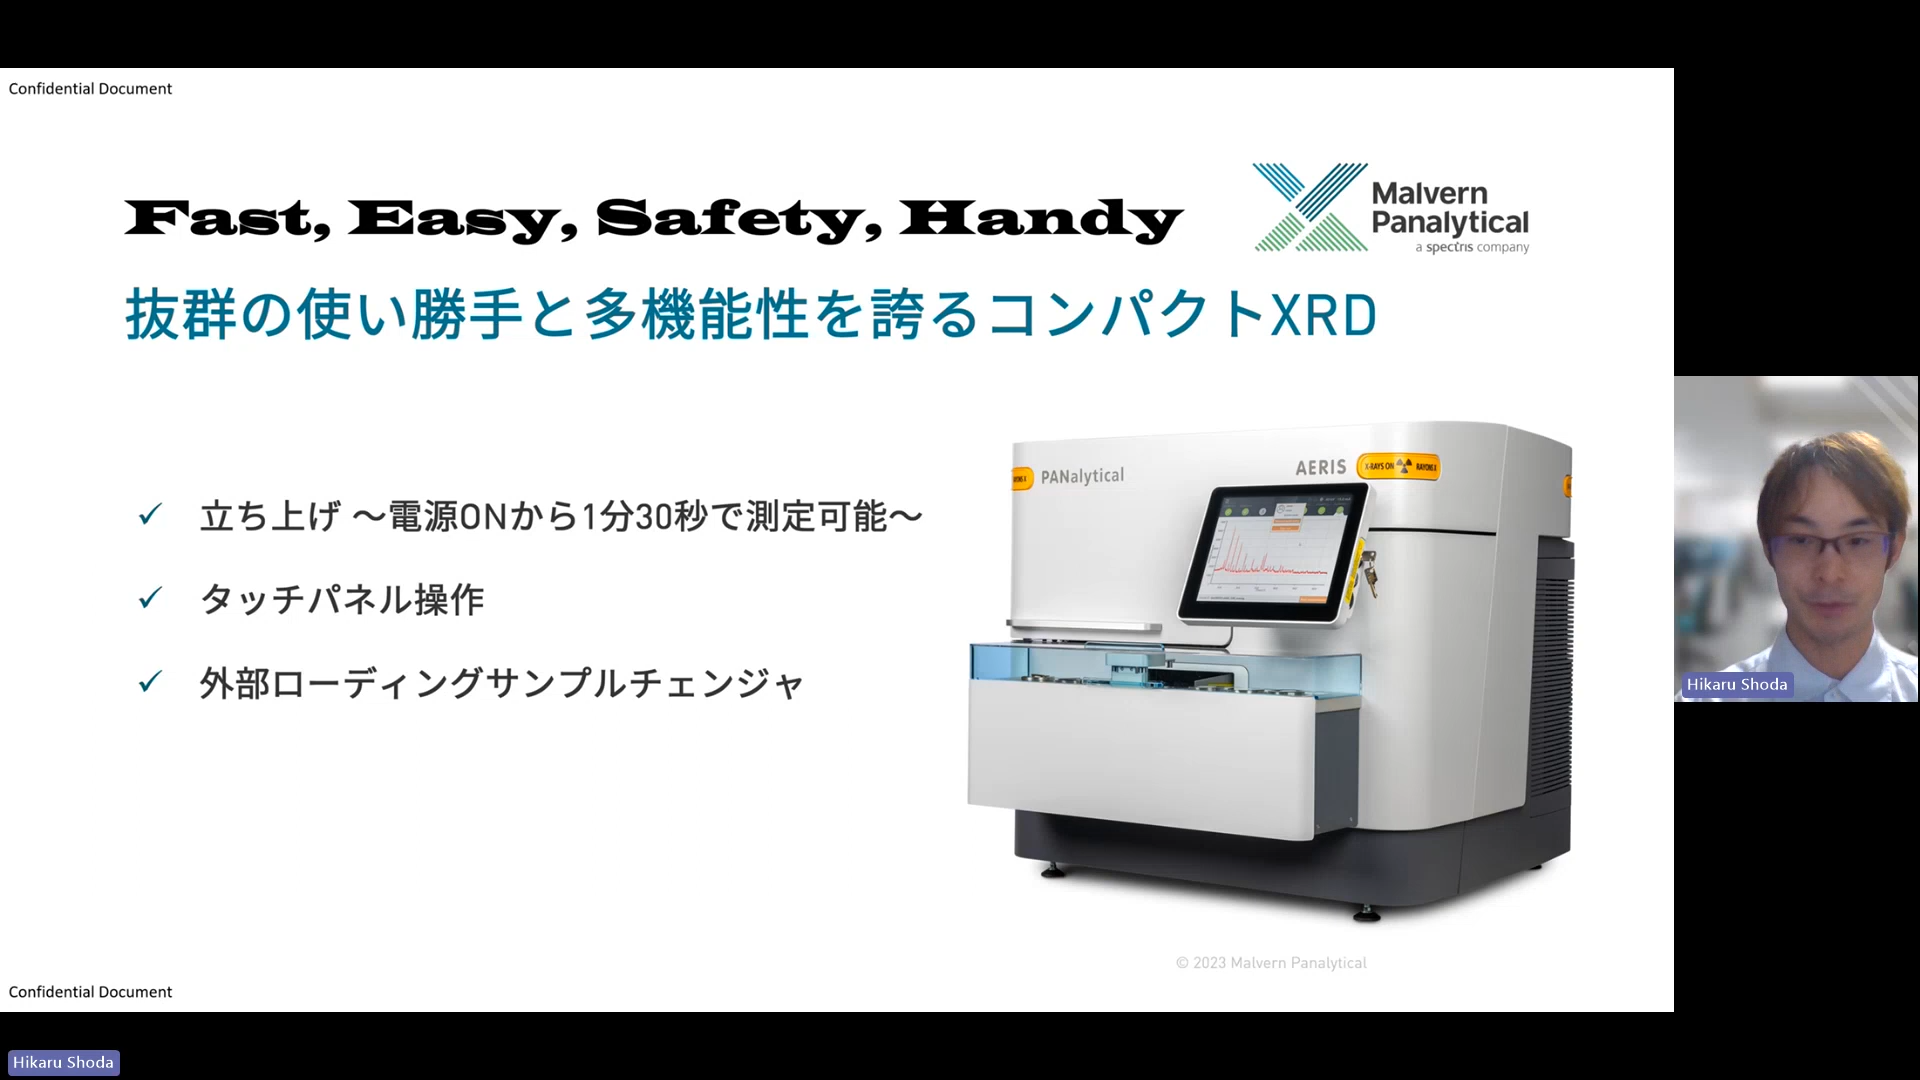 Confidential Document
Fast, Easy, Safety, Handy
Malvern
Panalytical
a spectris company
抜群の使い勝手と多機能性を誇るコンパクトXRD
PANalytical
AERIS
X-RAYS ON
RAYONS X
✓ 立ち上げ ～電源ONから1分30秒で測定可能～
✓ タッチパネル操作
✓ 外部ローディングサンプルチェンジャ
Hikaru Shoda
© 2023 Malvern Panalytical
Confidential Document
Hikaru Shoda